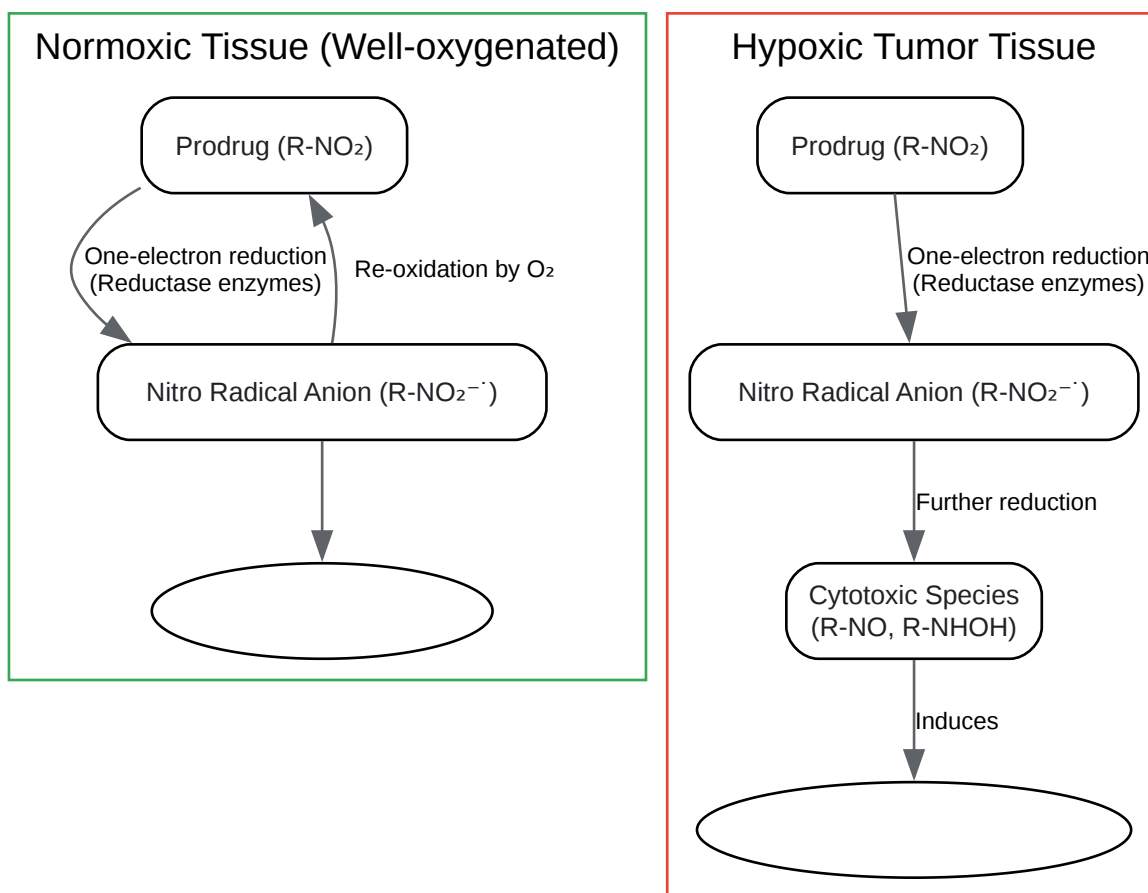 Normoxic Tissue (Well-oxygenated)
Prodrug (R-NO₂)
One-electron reduction
(Reductase enzymes)
Re-oxidation by O₂
Nitro Radical Anion (R-NO₂⁻˙)
Hypoxic Tumor Tissue
Prodrug (R-NO₂)
One-electron reduction
(Reductase enzymes)
Nitro Radical Anion (R-NO₂⁻˙)
Further reduction
Cytotoxic Species
(R-NO, R-NHOH)
Induces